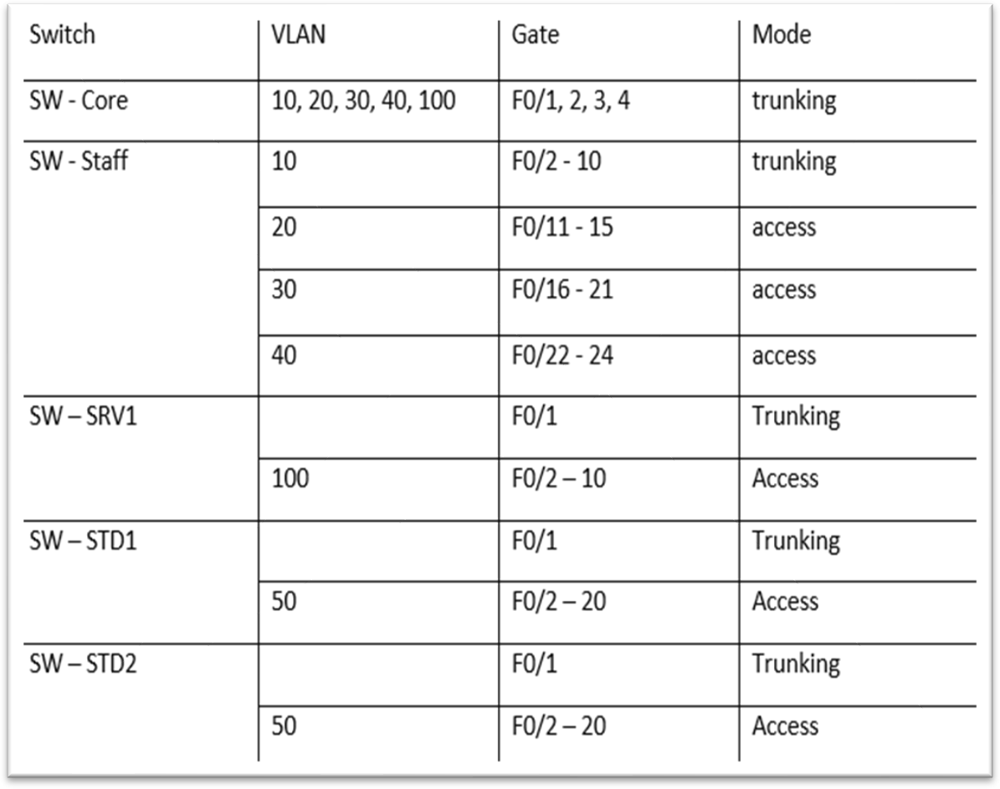 Switch VLAN Gate Mode
SW - Core 10, 20, 30, 40, 100 F0/1, 2, 3, 4 trunking
SW - Staff 10 F0/2 - 10 trunking
20 F0/11 - 15 access
30 F0/16 - 21 access
40 F0/22 - 24 access
SW – SRV1 F0/1 Trunking
100 F0/2 – 10 Access
SW – STD1 F0/1 Trunking
50 F0/2 – 20 Access
SW – STD2 F0/1 Trunking
50 F0/2 – 20 Access